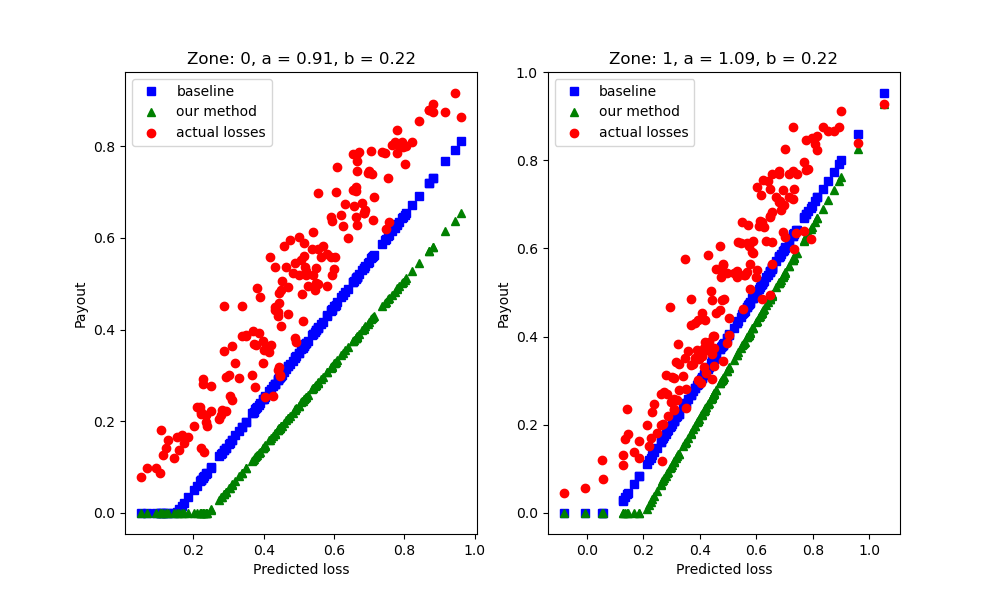 Zone: 0, a = 0.91, b = 0.22
baseline
our method
actual losses
Payout
0.8
0.6
0.4
0.2
0.0
0.2 0.4 0.6 0.8 1.0
Predicted loss
Zone: 1, a = 1.09, b = 0.22
baseline
our method
actual losses
Payout
1.0
0.8
0.6
0.4
0.2
0.0
0.0 0.2 0.4 0.6 0.8 1.0
Predicted loss